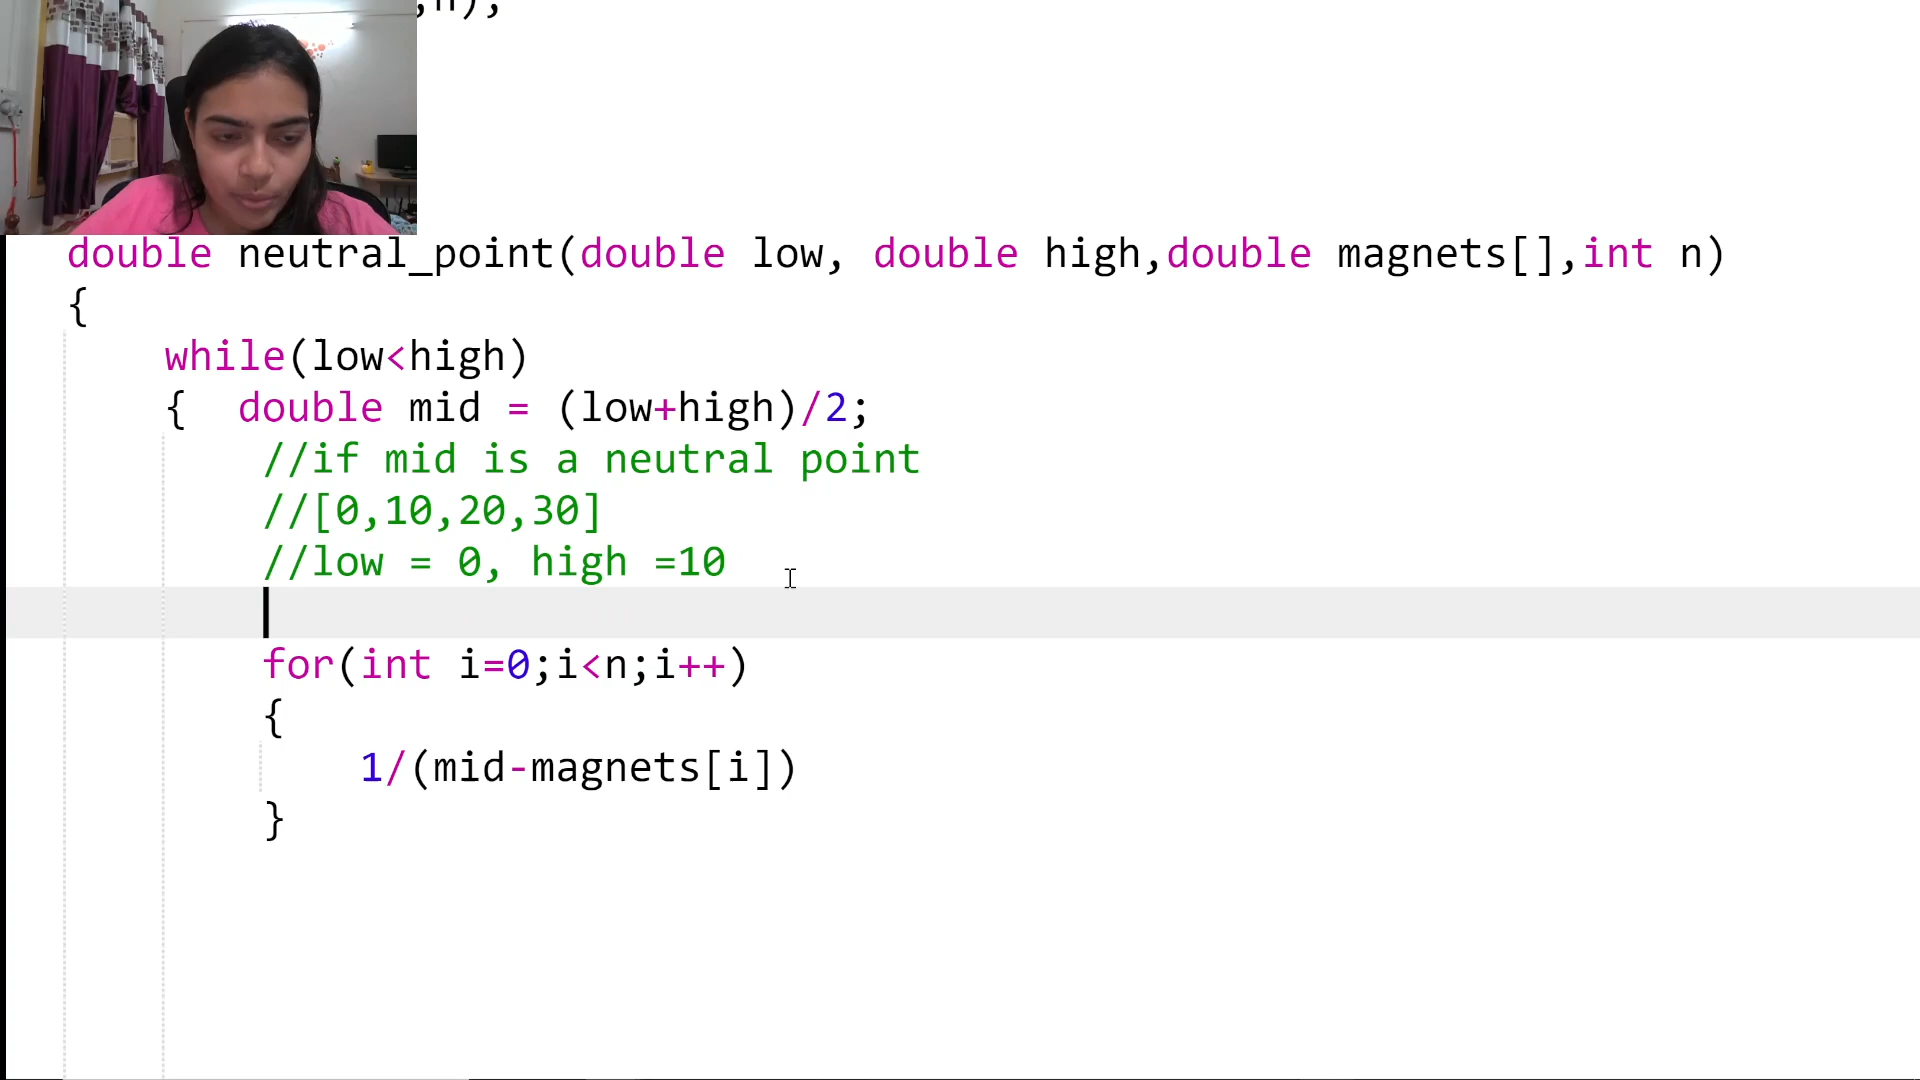 ,n);
double neutral_point(double low, double high,double magnets[],int n)
{
while(low<high)
{ double mid = (low+high)/2;
//if mid is a neutral point
//[0,10,20,30]
//low = 0, high =10
for(int i=0;i<n;i++)
{
1/(mid-magnets[i])
}